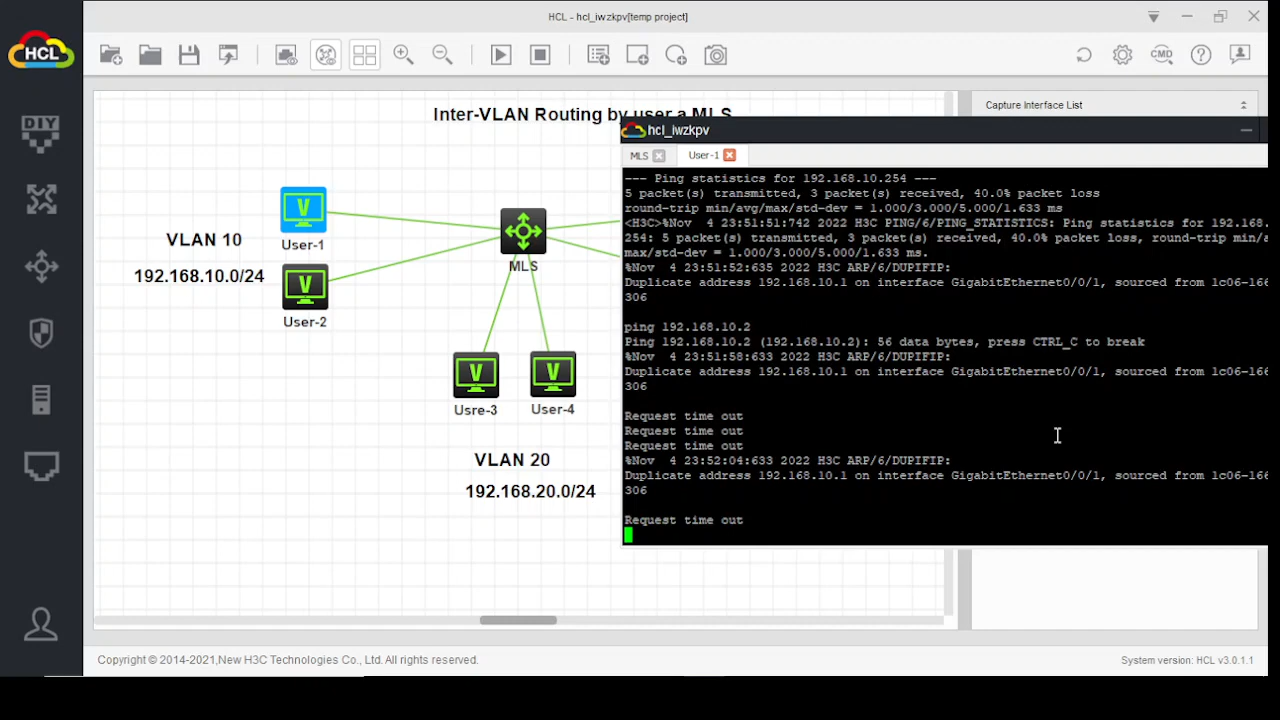 HCL - hcl_iwzkpv[temp project]
HCL
CMD
DIY
Capture Interface List
Inter-VLAN Routing by user a MLS
hcl_iwzkpv
MLS
User-1
VLAN 10
192.168.10.0/24
User-1
User-2
MLS
Usre-3
User-4
VLAN 20
192.168.20.0/24
--- Ping statistics for 192.168.10.254 ---
5 packet(s) transmitted, 3 packet(s) received, 40.0% packet loss
round-trip min/avg/max/std-dev = 1.000/3.000/5.000/1.633 ms
<H3C>%Nov  4 23:51:51:742 2022 H3C PING/6/PING_STATISTICS: Ping statistics for 192.168.
254: 5 packet(s) transmitted, 3 packet(s) received, 40.0% packet loss, round-trip min/a
max/std-dev = 1.000/3.000/5.000/1.633 ms.
%Nov  4 23:51:52:635 2022 H3C ARP/6/DUPIFIP:
Duplicate address 192.168.10.1 on interface GigabitEthernet0/0/1, sourced from 1c06-166
306
ping 192.168.10.2
Ping 192.168.10.2 (192.168.10.2): 56 data bytes, press CTRL_C to break
%Nov  4 23:51:58:633 2022 H3C ARP/6/DUPIFIP:
Duplicate address 192.168.10.1 on interface GigabitEthernet0/0/1, sourced from 1c06-166
306
Request time out
Request time out
Request time out
%Nov  4 23:52:04:633 2022 H3C ARP/6/DUPIFIP:
Duplicate address 192.168.10.1 on interface GigabitEthernet0/0/1, sourced from 1c06-166
306
Request time out
Copyright © 2014-2021,New H3C Technologies Co., Ltd. All rights reserved.
System version: HCL v3.0.1.1